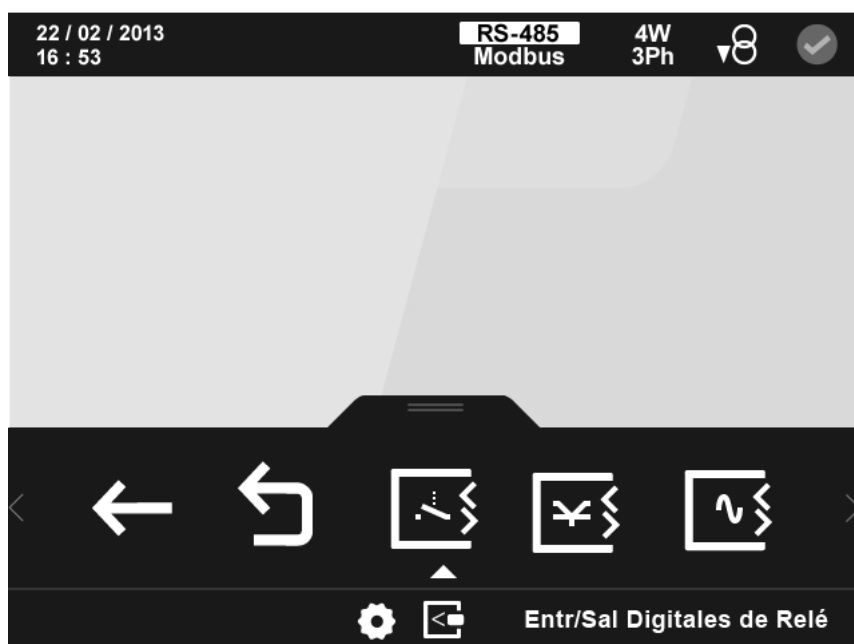 22 / 02 / 2013
16 : 53
RS-485
Modbus
4W
3Ph
Entr/Sal Digitales de Relé